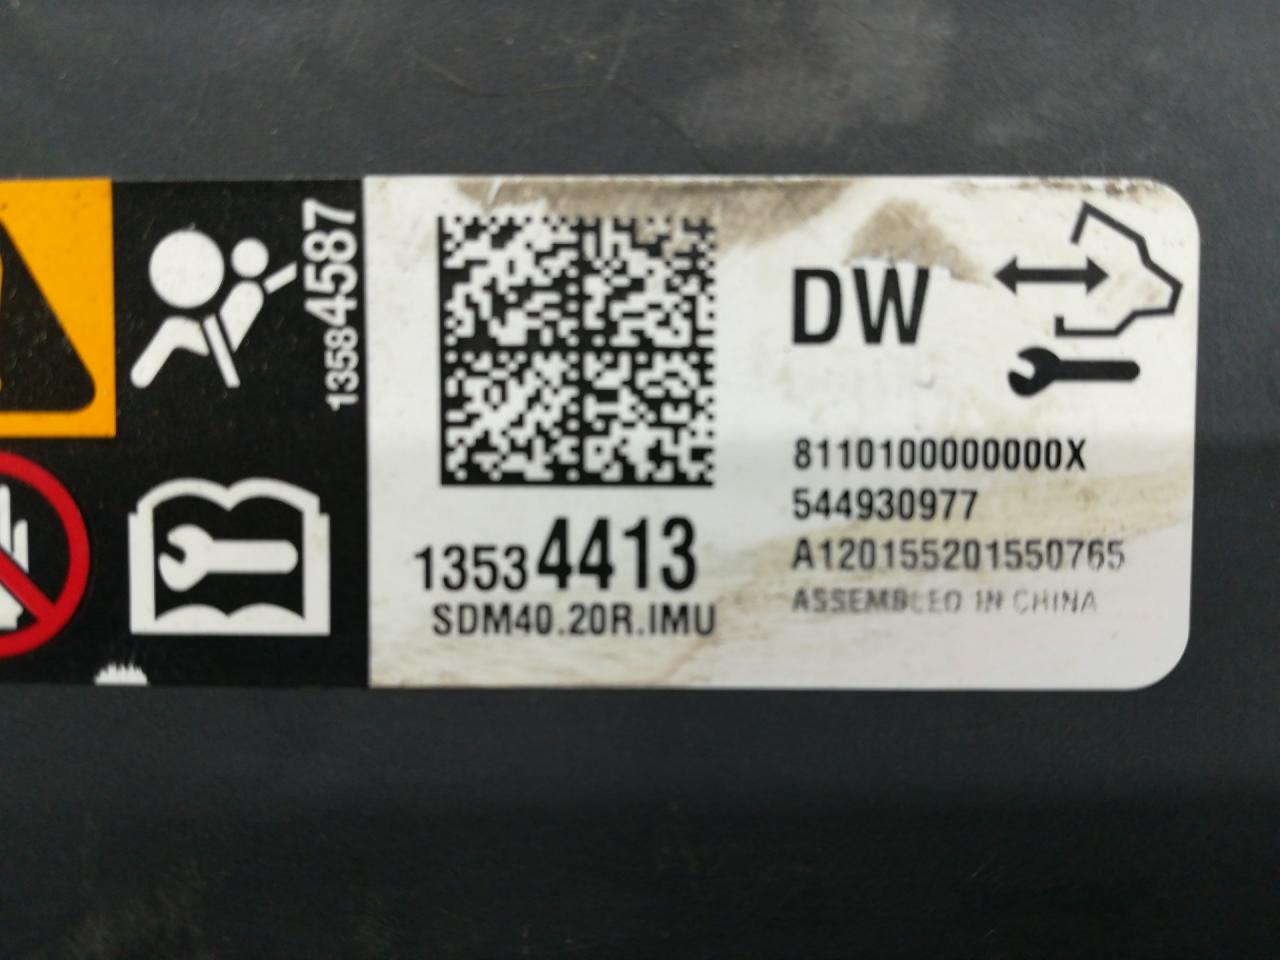 13584587
DW
8110100000000X
544930977
A120155201550765
ASSEMBLED IN CHINA
13534413
SDM40.20R.IMU